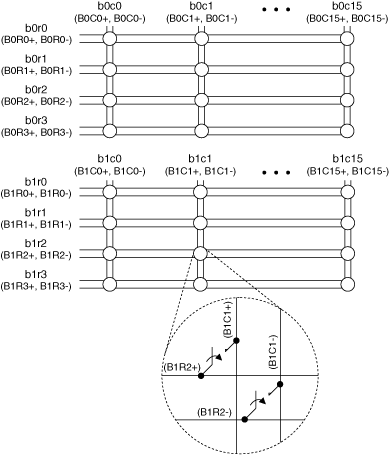 b0c0 b0c1 b0c15
(B0C0+, B0C0-) (B0C1+, B0C1-) (B0C15+, B0C15-)
b0r0
(B0R0+, B0R0-)
b0r1
(B0R1+, B0R1-)
b0r2
(B0R2+, B0R2-)
b0r3
(B0R3+, B0R3-)
b1c0 b1c1 b1c15
(B1C0+, B1C0-) (B1C1+, B1C1-) (B1C15+, B1C15-)
b1r0
(B1R0+, B1R0-)
b1r1
(B1R1+, B1R1-)
b1r2
(B1R2+, B1R2-)
b1r3
(B1R3+, B1R3-)
(B1C1+)
(B1C1-)
(B1R2+)
(B1R2-)